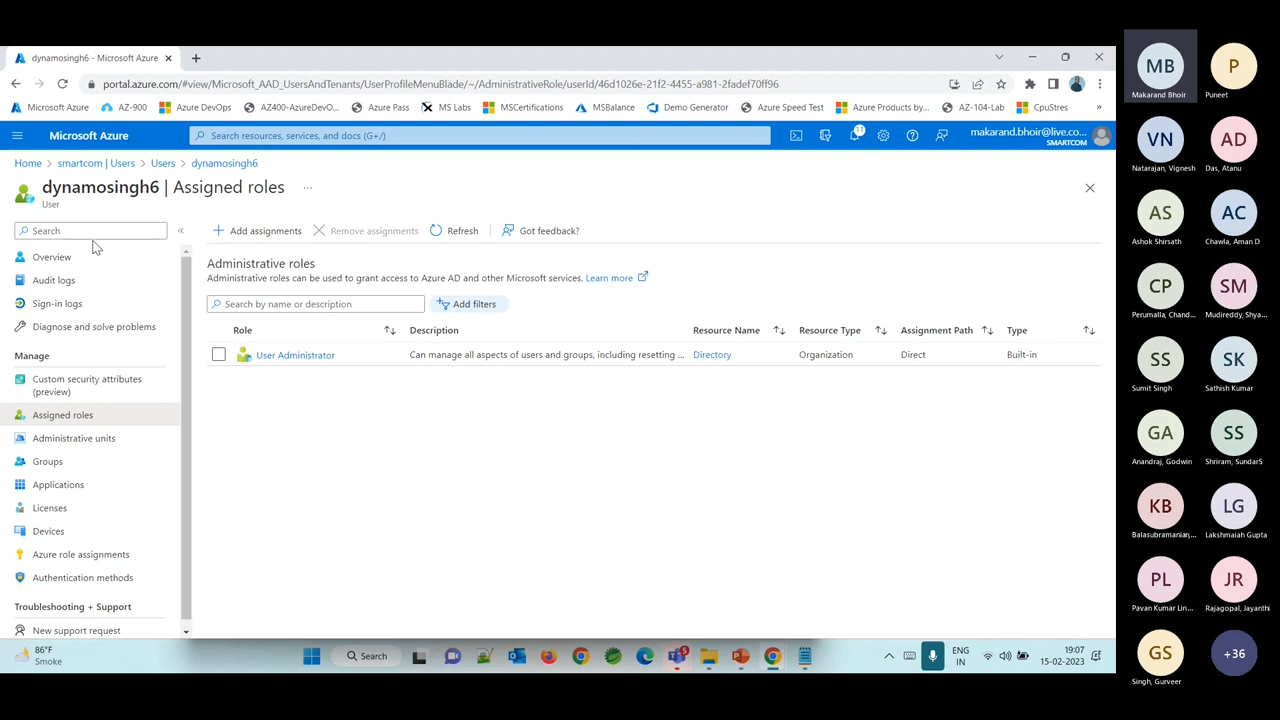 dynamosingh6 - Microsoft Azure
portal.azure.com/#view/Microsoft_AAD_UsersAndTenants/UserProfileMenuBlade/~/AdministrativeRole/userId/46d1026e-21f2-4455-a981-2fadef70ff96
Microsoft Azure AZ-900 Azure DevOps AZ400-AzureDevO... Azure Pass MS Labs MSCertifications MSBalance Demo Generator Azure Speed Test Azure Products by... AZ-104-Lab CpuStres »
Microsoft Azure
Search resources, services, and docs (G+/)
11
makarand.bhoir@live.co...
SMARTCOM
Home > smartcom | Users > Users > dynamosingh6
dynamosingh6 | Assigned roles ...
User
Search «
Overview
Audit logs
Sign-in logs
Diagnose and solve problems
Manage
Custom security attributes
(preview)
Assigned roles
Administrative units
Groups
Applications
Licenses
Devices
Azure role assignments
Authentication methods
Troubleshooting + Support
New support request
Add assignments Remove assignments Refresh Got feedback?
Administrative roles
Administrative roles can be used to grant access to Azure AD and other Microsoft services. Learn more
Search by name or description
Add filters
Role Description Resource Name Resource Type Assignment Path Type
User Administrator Can manage all aspects of users and groups, including resetting ... Directory Organization Direct Built-in
86°F
Smoke
Search
5
ENG
IN
19:07
15-02-2023
MB
Makarand Bhoir
P
Puneet
VN
Natarajan, Vignesh
AD
Das, Atanu
AS
Ashok Shirsath
AC
Chawla, Aman D
CP
Perumalla, Chand...
SM
Mudireddy, Shya...
SS
Sumit Singh
SK
Sathish Kumar
GA
Anandraj, Godwin
SS
Shriram, SundarS
KB
Balasubramanian,...
LG
Lakshmaiah Gupta
PL
Pavan Kumar Lin...
JR
Rajagopal, Jayanthi
GS
Singh, Gurveer
+36